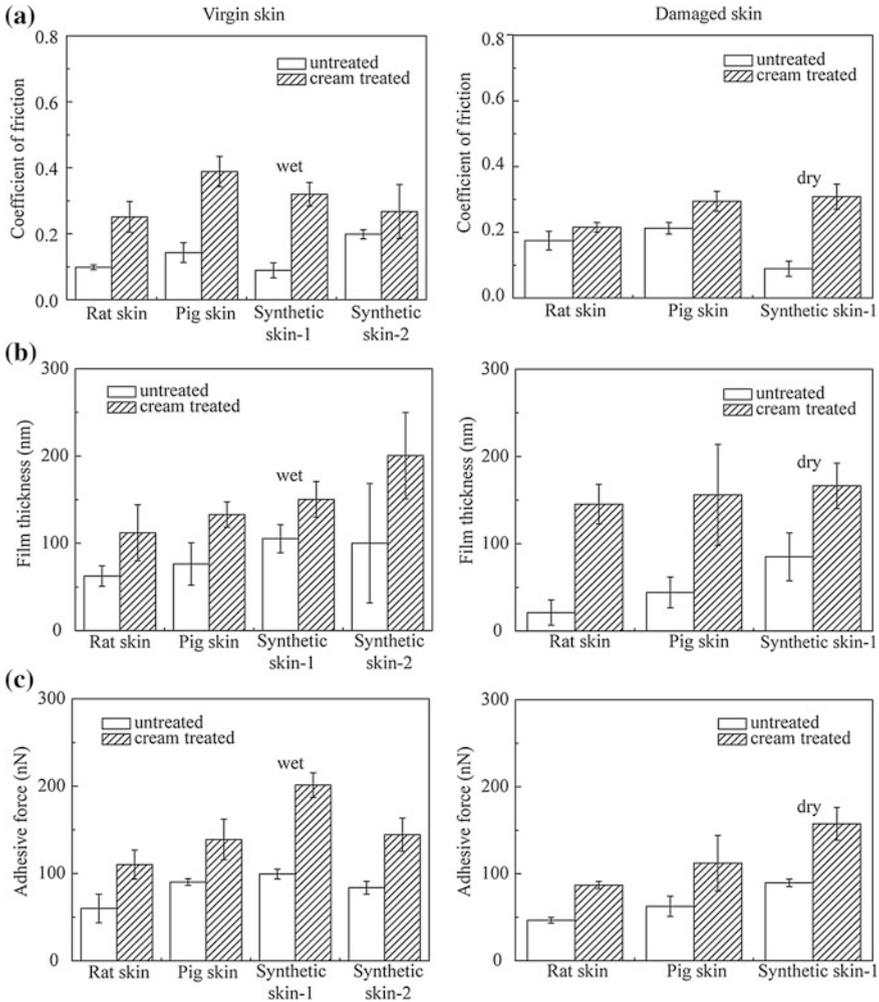 (a)
Virgin skin
Damaged skin
Coefficient of friction
0.8
0.6
0.4
0.2
0.0
untreated
cream treated
wet
Rat skin
Pig skin
Synthetic
skin-1
Synthetic
skin-2
Coefficient of friction
0.8
0.6
0.4
0.2
0.0
untreated
cream treated
dry
Rat skin
Pig skin
Synthetic skin-1
(b)
Film thickness (nm)
300
200
100
0
untreated
cream treated
wet
Rat skin
Pig skin
Synthetic
skin-1
Synthetic
skin-2
Film thickness (nm)
300
200
100
0
untreated
cream treated
dry
Rat skin
Pig skin
Synthetic skin-1
(c)
Adhesive force (nN)
300
200
100
0
untreated
cream treated
wet
Rat skin
Pig skin
Synthetic
skin-1
Synthetic
skin-2
Adhesive force (nN)
300
200
100
0
untreated
cream treated
dry
Rat skin
Pig skin
Synthetic skin-1